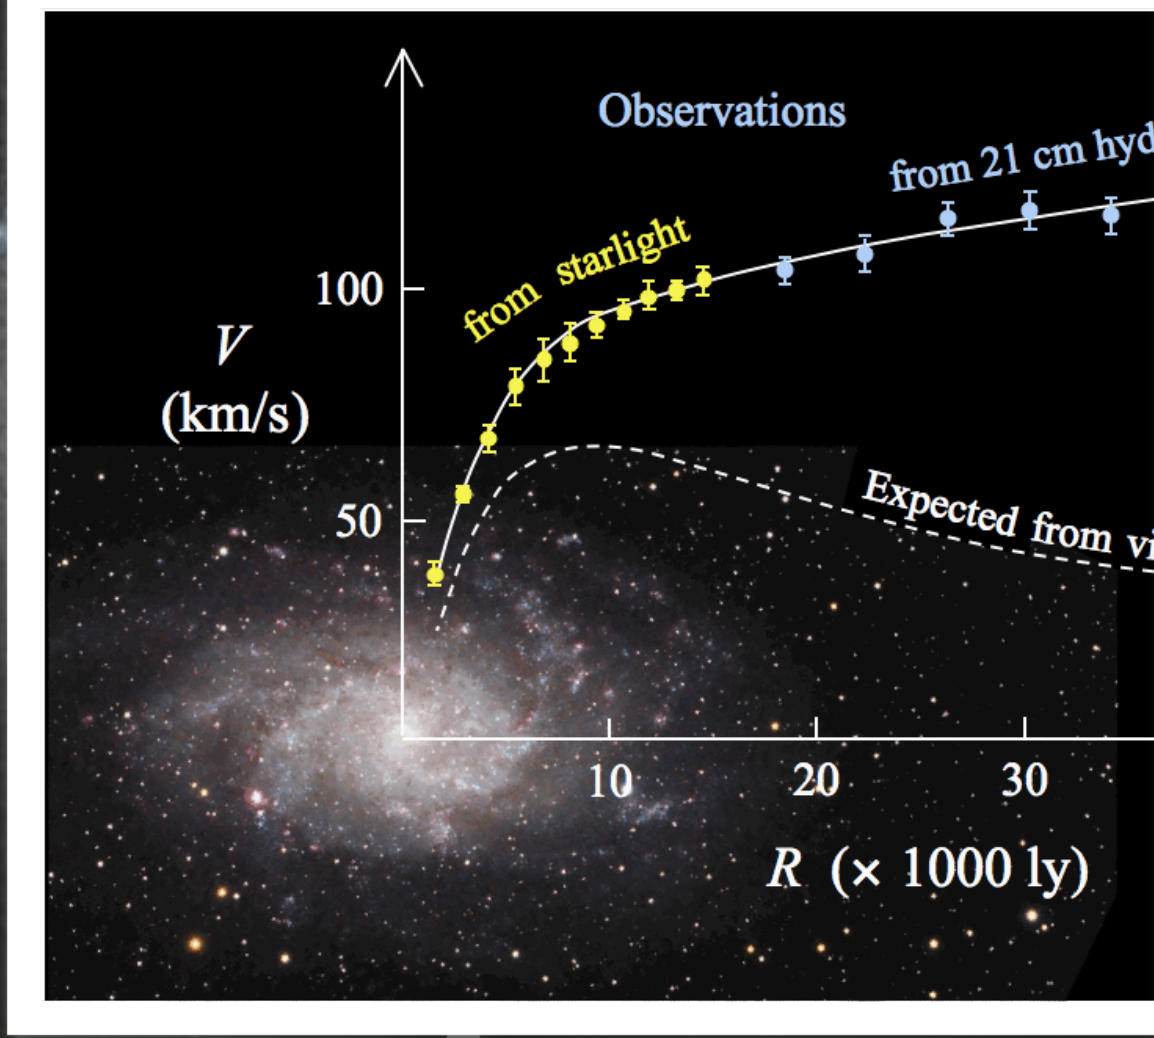 Observations
from 21 cm hyd
from starlight
100
V
(km/s)
50
Expected from vi
10
20
30
R (× 1000 ly)